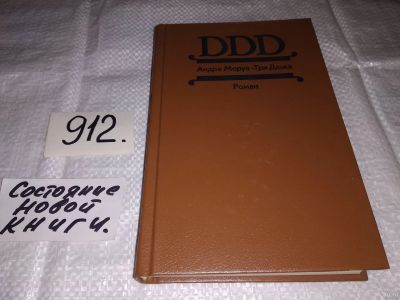 DDD
Андре Моруа · Три Дюма
Роман
912.
Состояние
новой
книги.